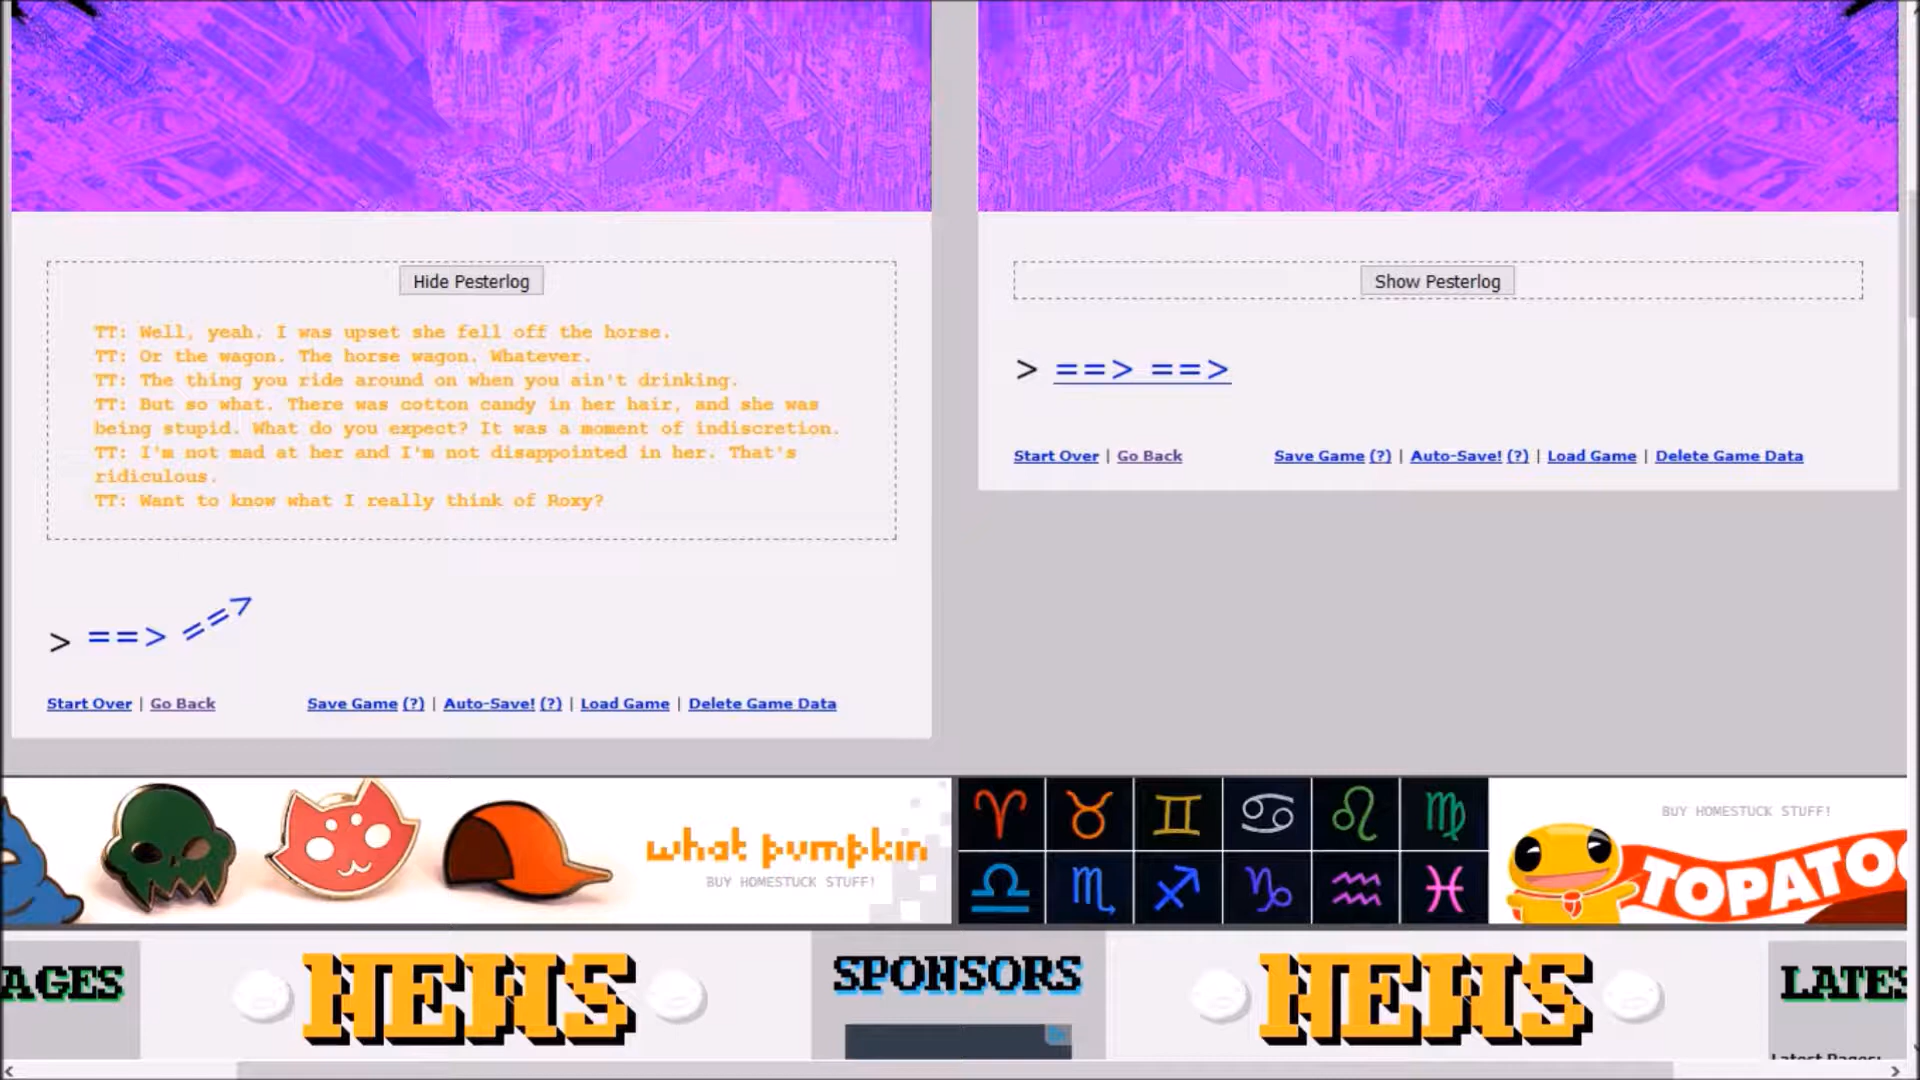 Hide Pesterlog
TT: Well, yeah. I was upset she fell off the horse.
TT: Or the wagon. The horse wagon. Whatever.
TT: The thing you ride around on when you ain't drinking.
TT: But so what. There was cotton candy in her hair, and she was
being stupid. What do you expect? It was a moment of indiscretion.
TT: I'm not mad at her and I'm not disappointed in her. That's
ridiculous.
TT: Want to know what I really think of Roxy?
> ==> ==>
Start Over | Go Back Save Game (?) | Auto-Save! (?) | Load Game | Delete Game Data
Show Pesterlog
> ==> ==>
Start Over | Go Back Save Game (?) | Auto-Save! (?) | Load Game | Delete Game Data
what pumpkin
BUY HOMESTUCK STUFF!
♈ ♉ ♊ ♋ ♌ ♍
♎ ♏ ♐ ♑ ♒ ♓
BUY HOMESTUCK STUFF!
TOPATOC
AGES
NEWS
SPONSORS
NEWS
LATES
Latest Pages: